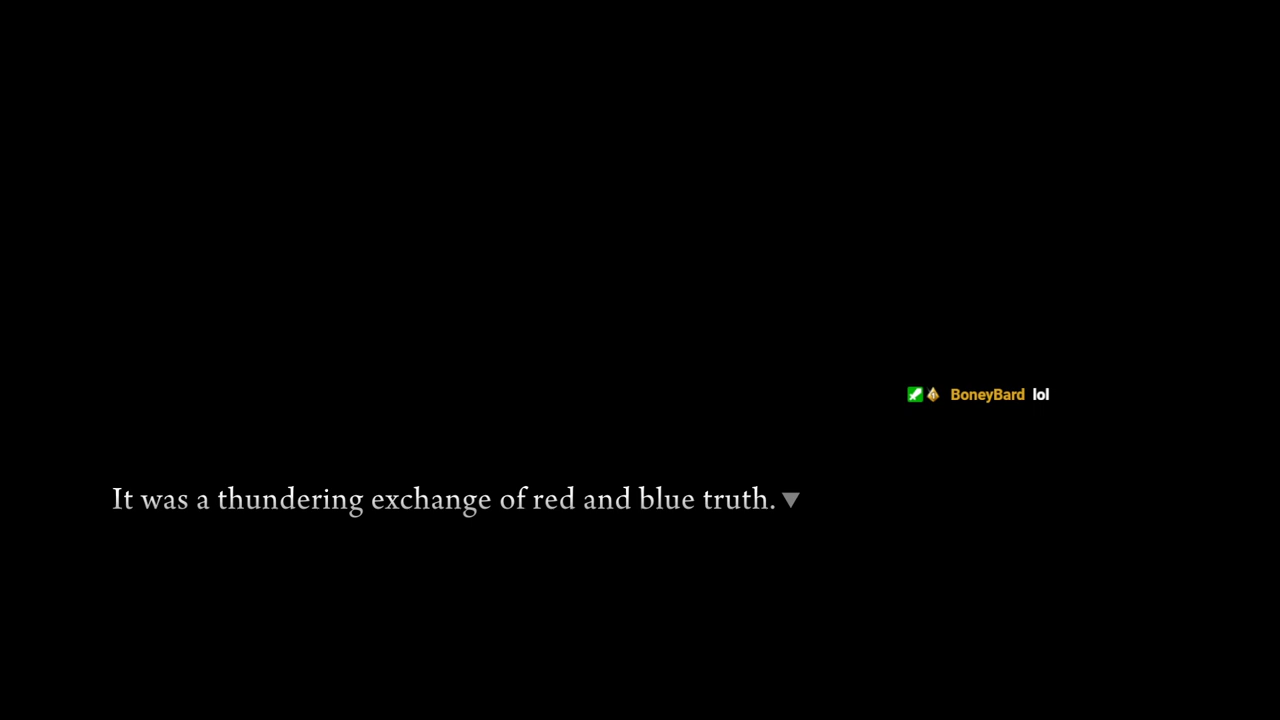 BoneyBard lol
It was a thundering exchange of red and blue truth.